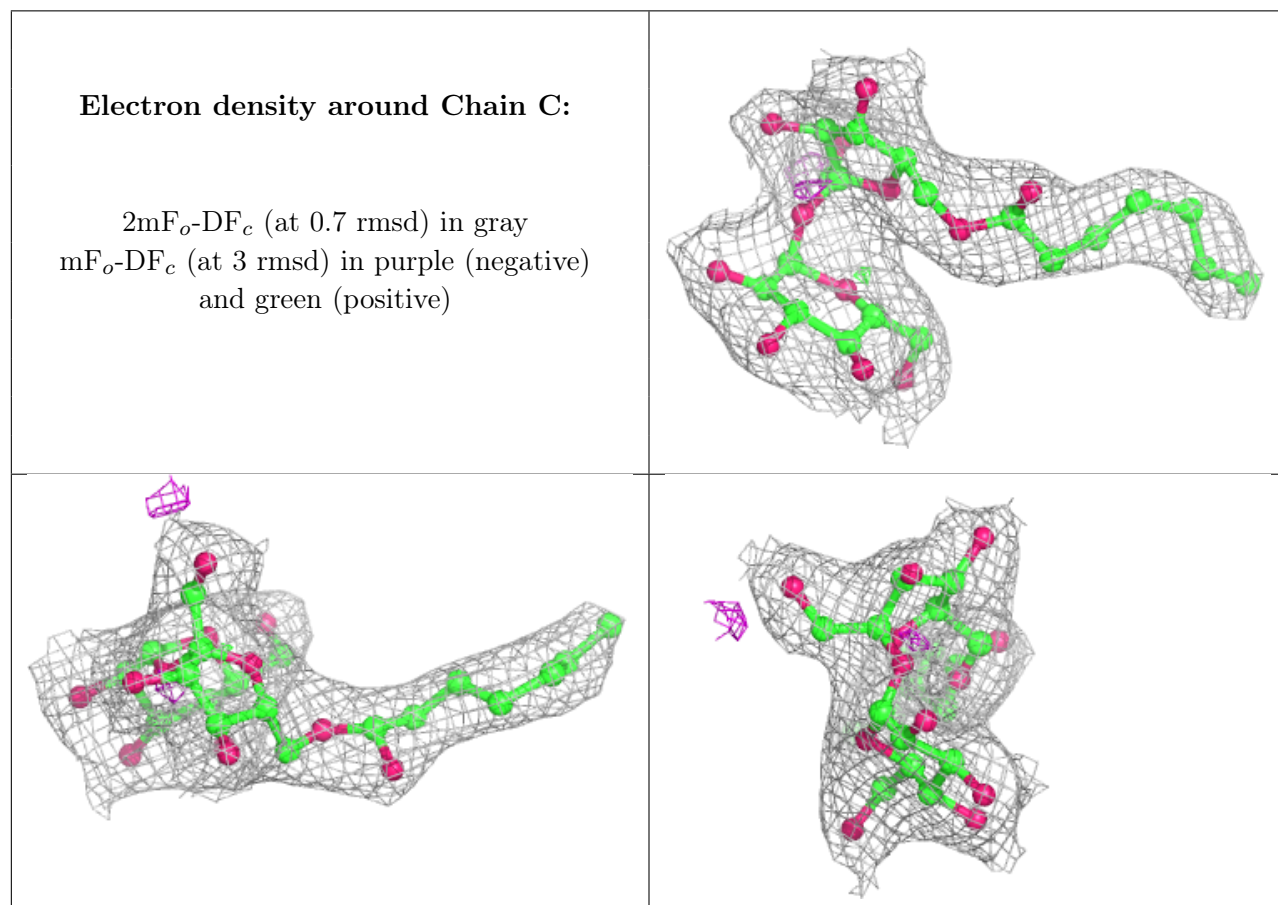 Electron density around Chain C:
2mFo-DFc (at 0.7 rmsd) in gray
mFo-DFc (at 3 rmsd) in purple (negative)
and green (positive)